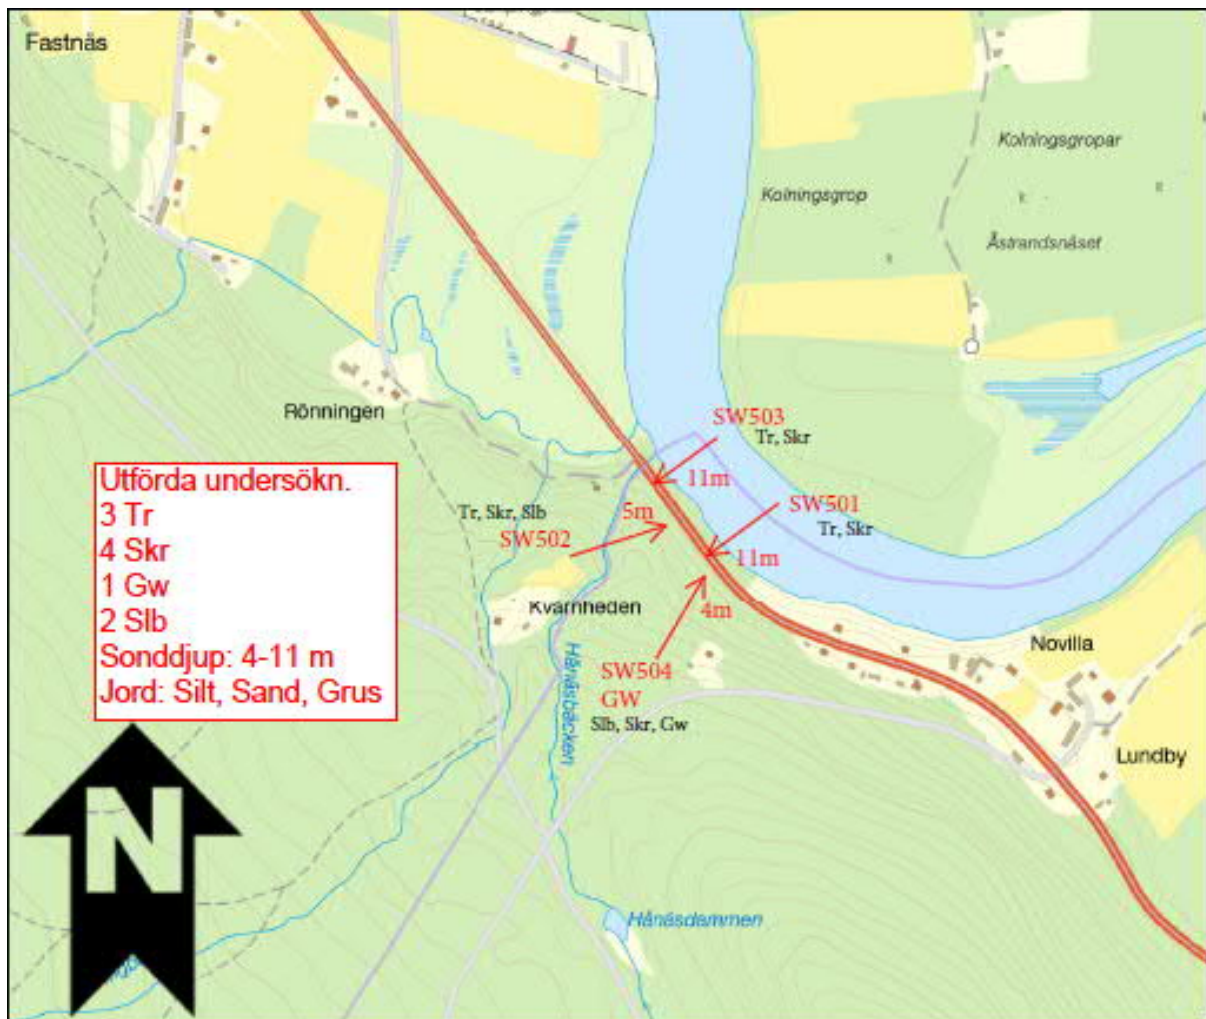 Fastnäs
Kolningsgropar
Kolningsgrop
Åstrandsnäset
Rönningen
SW503
Tr, Skr
11m
Utförda undersökn.
3 Tr
4 Skr
1 Gw
2 Slb
Sonddjup: 4-11 m
Jord: Silt, Sand, Grus
Tr, Skr, Slb
5m
SW502
SW501
Tr, Skr
11m
Kvarnheden
4m
Novilla
SW504
GW
Slb, Skr, Gw
Hånäsbäcken
Lundby
N
Hånäsdammen